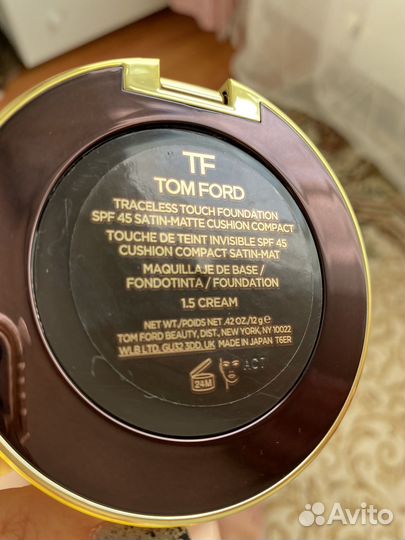 TF
TOM FORD
TRACELESS TOUCH FOUNDATION
SPF 45 SATIN-MATTE CUSHION COMPACT
TOUCHE DE TEINT INVISIBLE SPF 45
CUSHION COMPACT SATIN-MAT
MAQUILLAJE DE BASE/
FONDOTINTA/FOUNDATION
1.5 CREAM
NET WT./POIDS NET .42 OZ./12 g ℮
TOM FORD BEAUTY, DIST., NEW YORK, NY 10022
WLB LTD. GU32 3DD, UK MADE IN JAPAN T6ER
24M
AC7
Avito